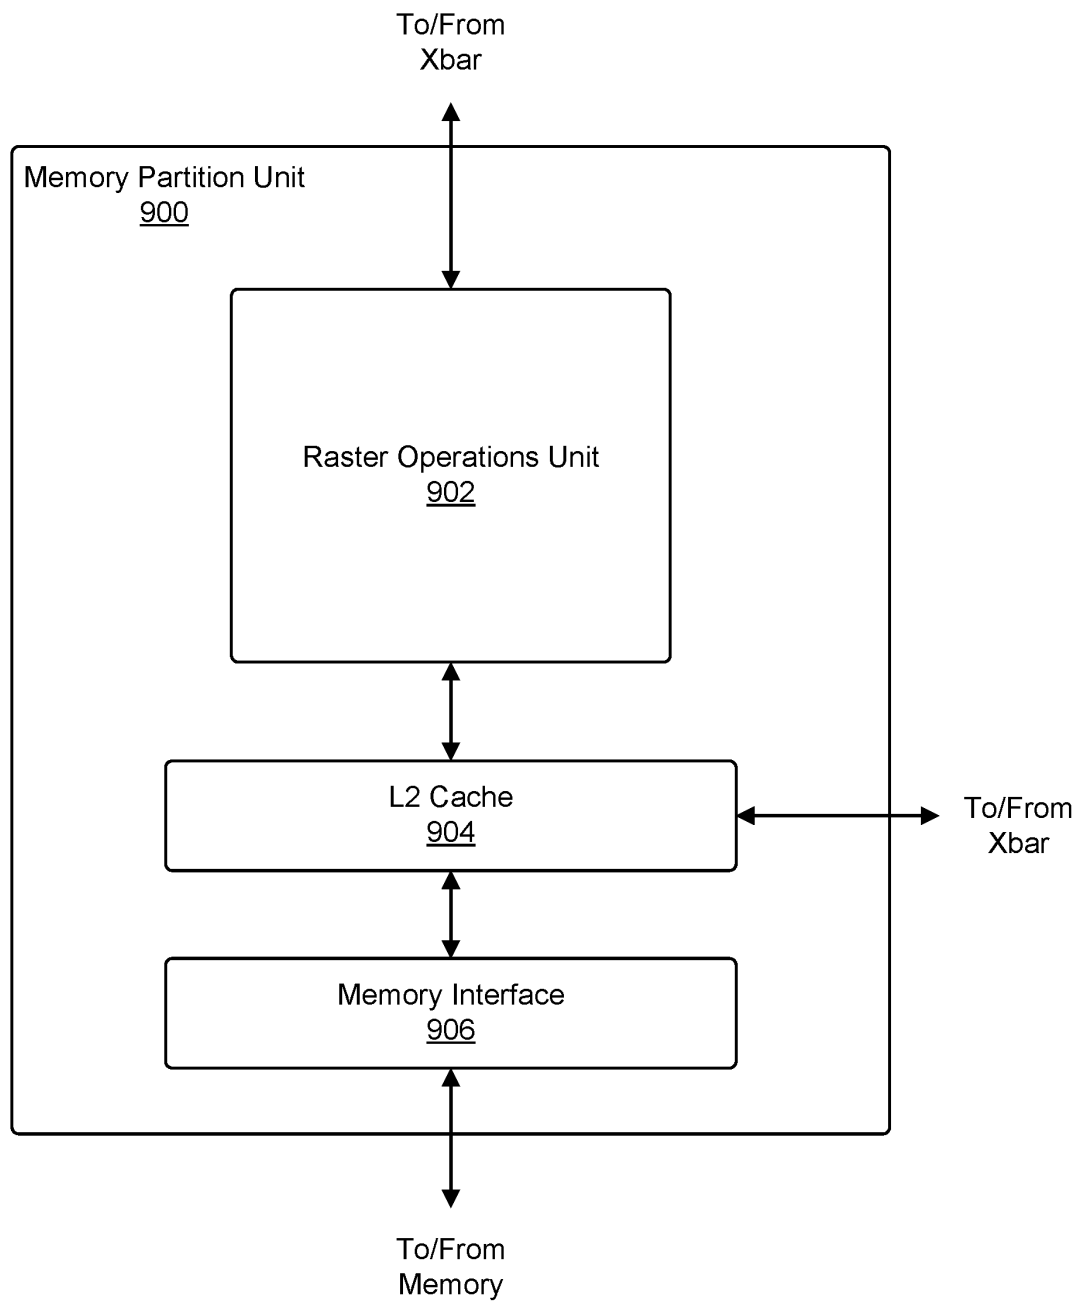 To/From
Xbar
Memory Partition Unit
900
Raster Operations Unit
902
L2 Cache
904
To/From
Xbar
Memory Interface
906
To/From
Memory